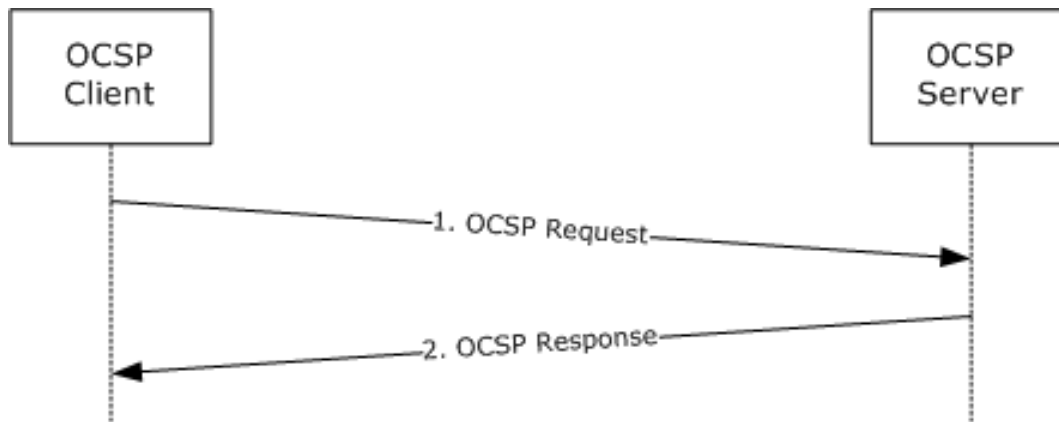 OCSP
Client
OCSP
Server
1. OCSP Request
2. OCSP Response